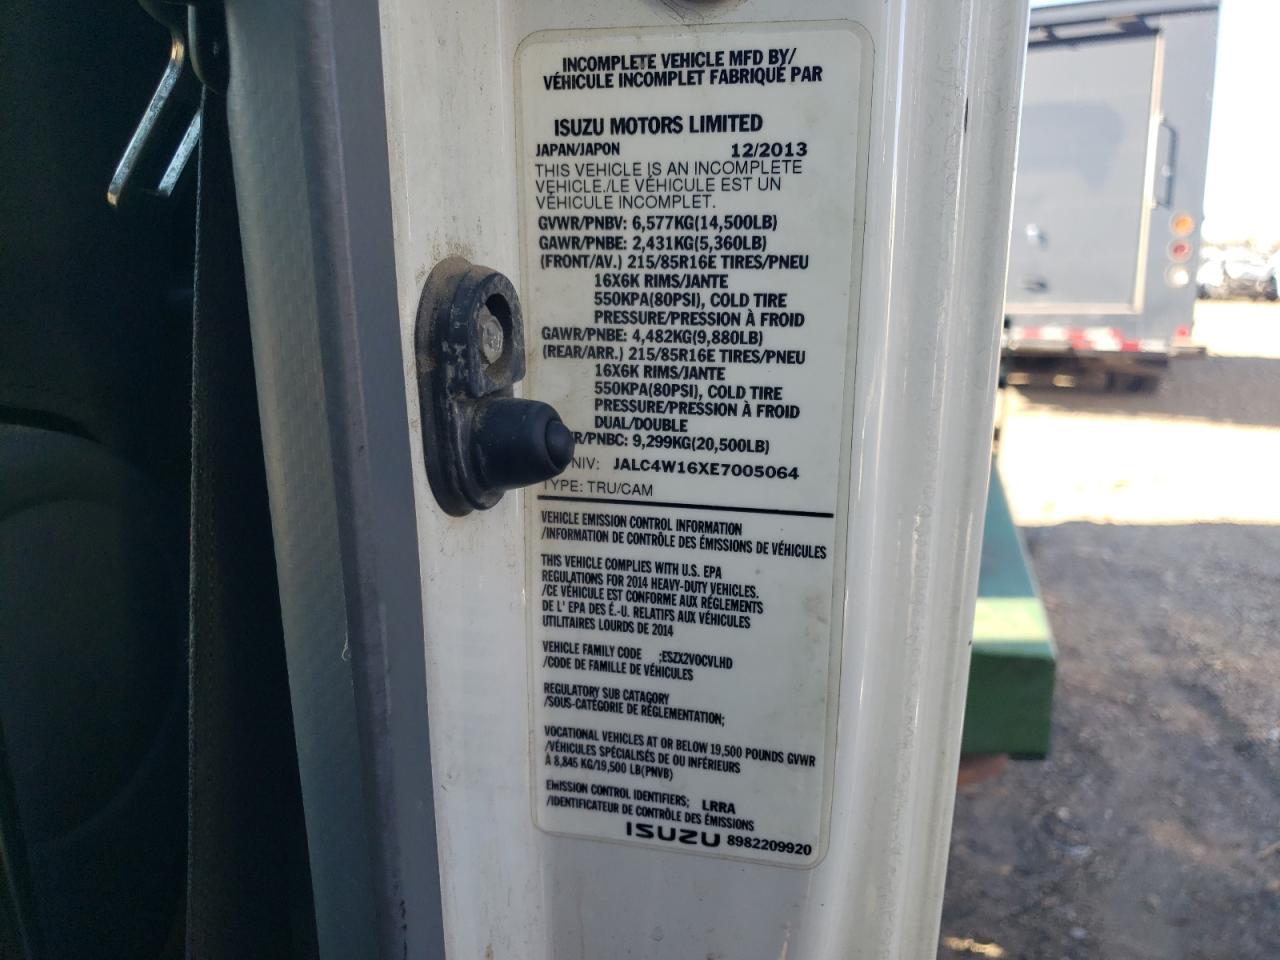 INCOMPLETE VEHICLE MFD BY/
VÉHICULE INCOMPLET FABRIQUÉ PAR
ISUZU MOTORS LIMITED
JAPAN/JAPON 12/2013
THIS VEHICLE IS AN INCOMPLETE
VEHICLE./LE VÉHICULE EST UN
VÉHICULE INCOMPLET.
GVWR/PNBV: 6,577KG(14,500LB)
GAWR/PNBE: 2,431KG(5,360LB)
(FRONT/AV.) 215/85R16E TIRES/PNEU
16X6K RIMS/JANTE
550KPA(80PSI), COLD TIRE
PRESSURE/PRESSION À FROID
GAWR/PNBE: 4,482KG(9,880LB)
(REAR/ARR.) 215/85R16E TIRES/PNEU
16X6K RIMS/JANTE
550KPA(80PSI), COLD TIRE
PRESSURE/PRESSION À FROID
DUAL/DOUBLE
R/PNBC: 9,299KG(20,500LB)
NIV: JALC4W16XE7005064
TYPE: TRU/CAM
VEHICLE EMISSION CONTROL INFORMATION
/INFORMATION DE CONTRÔLE DES ÉMISSIONS DE VÉHICULES
THIS VEHICLE COMPLIES WITH U.S. EPA
REGULATIONS FOR 2014 HEAVY-DUTY VEHICLES.
/CE VÉHICULE EST CONFORME AUX RÉGLEMENTS
DE L' EPA DES É.-U. RELATIFS AUX VÉHICULES
UTILITAIRES LOURDS DE 2014
VEHICLE FAMILY CODE ;ESZX2VOCVLHD
/CODE DE FAMILLE DE VÉHICULES
REGULATORY SUB CATAGORY
/SOUS-CATÉGORIE DE RÉGLEMENTATION;
VOCATIONAL VEHICLES AT OR BELOW 19,500 POUNDS GVWR
/VÉHICULES SPÉCIALISÉS DE OU INFÉRIEURS
À 8,845 KG/19,500 LB(PNVB)
EMISSION CONTROL IDENTIFIERS; LRRA
/IDENTIFICATEUR DE CONTRÔLE DES ÉMISSIONS
ISUZU 8982209920